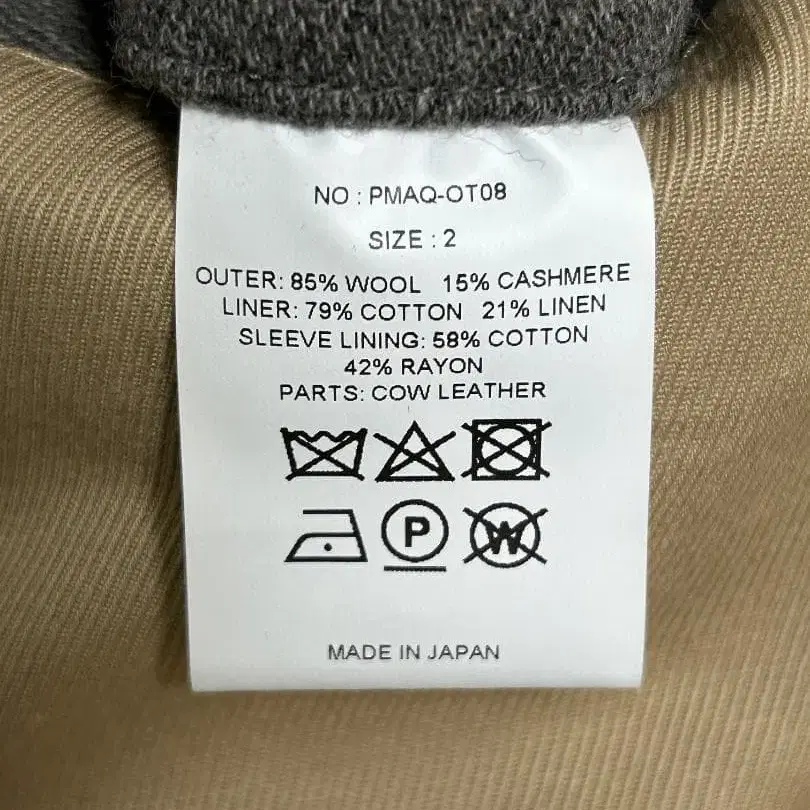 NO : PMAQ-OT08
SIZE : 2
OUTER: 85% WOOL 15% CASHMERE
LINER: 79% COTTON 21% LINEN
SLEEVE LINING: 58% COTTON
42% RAYON
PARTS: COW LEATHER
P W
MADE IN JAPAN